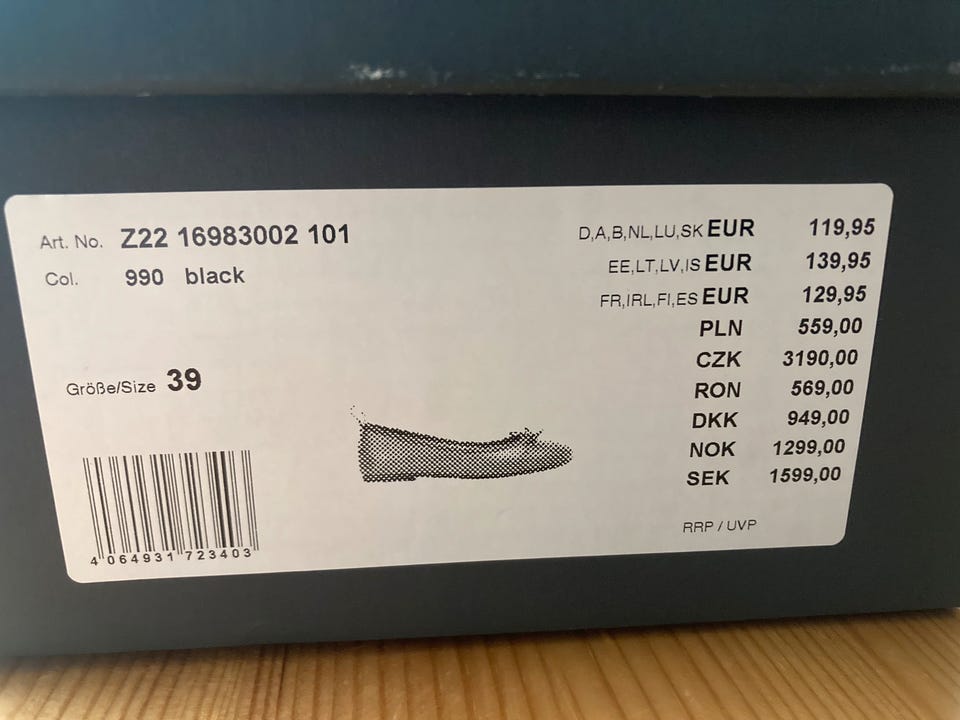 Art. No. Z22 16983002 101
Col. 990 black
Größe/Size 39
4 064931 723403
D,A,B,NL,LU,SK EUR 119,95
EE,LT,LV,IS EUR 139,95
FR,IRL,FI,ES EUR 129,95
PLN 559,00
CZK 3190,00
RON 569,00
DKK 949,00
NOK 1299,00
SEK 1599,00
RRP / UVP